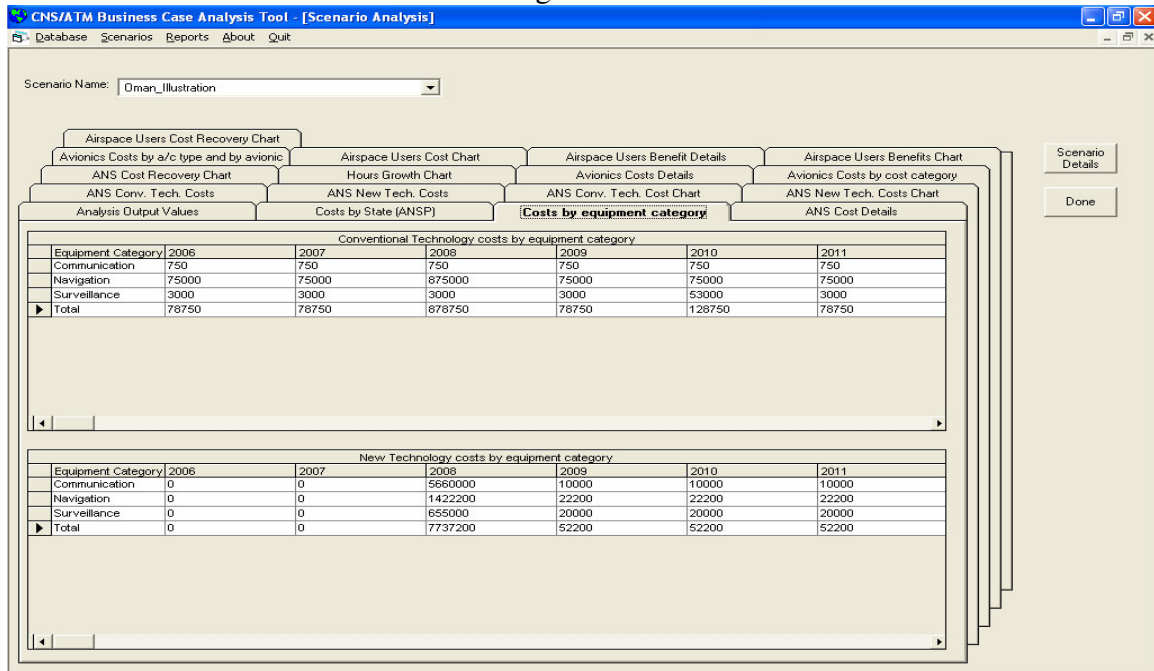 CNS/ATM Business Case Analysis Tool - [Scenario Analysis]
Database Scenarios Reports About Quit
Scenario Name: Oman_Illustration
Airspace Users Cost Recovery Chart
Avionics Costs by a/c type and by avionic Airspace Users Cost Chart Airspace Users Benefit Details Airspace Users Benefits Chart
Scenario Details
ANS Cost Recovery Chart Hours Growth Chart Avionics Costs Details Avionics Costs by cost category
ANS Conv. Tech. Costs ANS New Tech. Costs ANS Conv. Tech. Cost Chart ANS New Tech. Costs Chart
Done
Analysis Output Values Costs by State (ANSP) Costs by equipment category ANS Cost Details
Conventional Technology costs by equipment category
Equipment Category 2006 2007 2008 2009 2010 2011
Communication 750 750 750 750 750 750
Navigation 75000 75000 875000 75000 75000 75000
Surveillance 3000 3000 3000 3000 53000 3000
Total 78750 78750 878750 78750 128750 78750
New Technology costs by equipment category
Equipment Category 2006 2007 2008 2009 2010 2011
Communication 0 0 5660000 10000 10000 10000
Navigation 0 0 1422200 22200 22200 22200
Surveillance 0 0 655000 20000 20000 20000
Total 0 0 7737200 52200 52200 52200